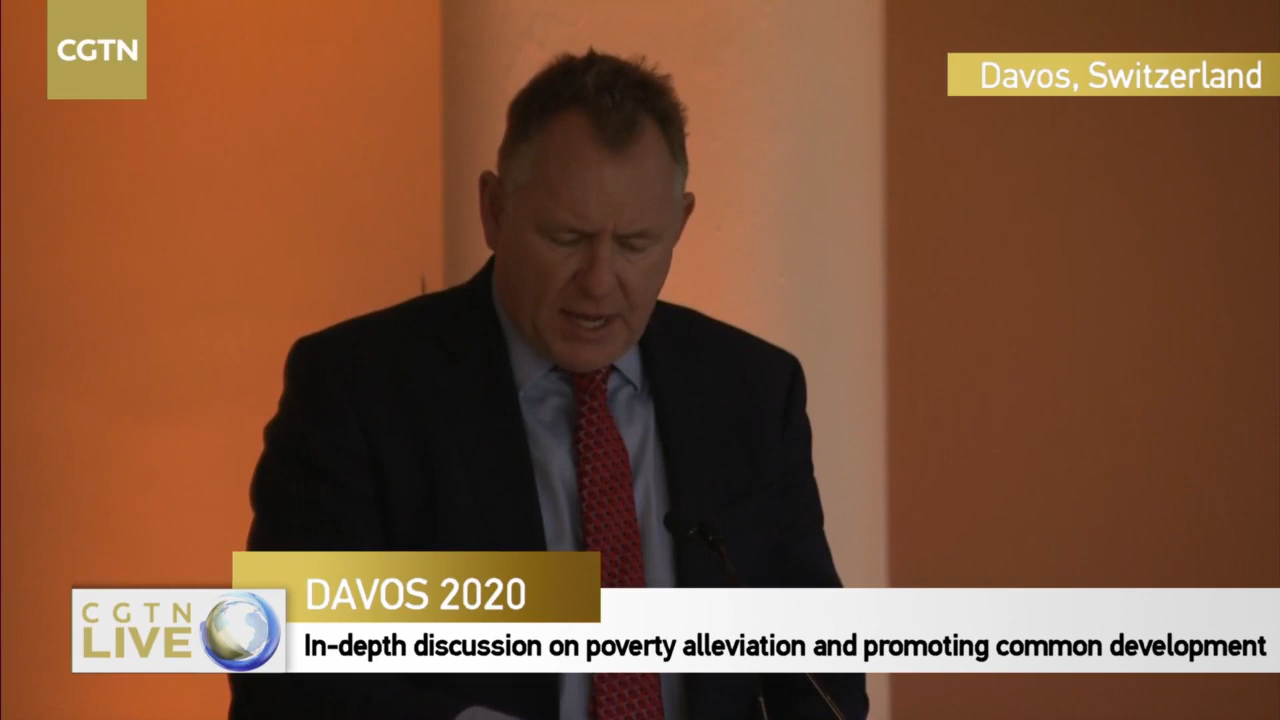 CGTN
Davos, Switzerland
DAVOS 2020
CGTN
LIVE
In-depth discussion on poverty alleviation and promoting common development